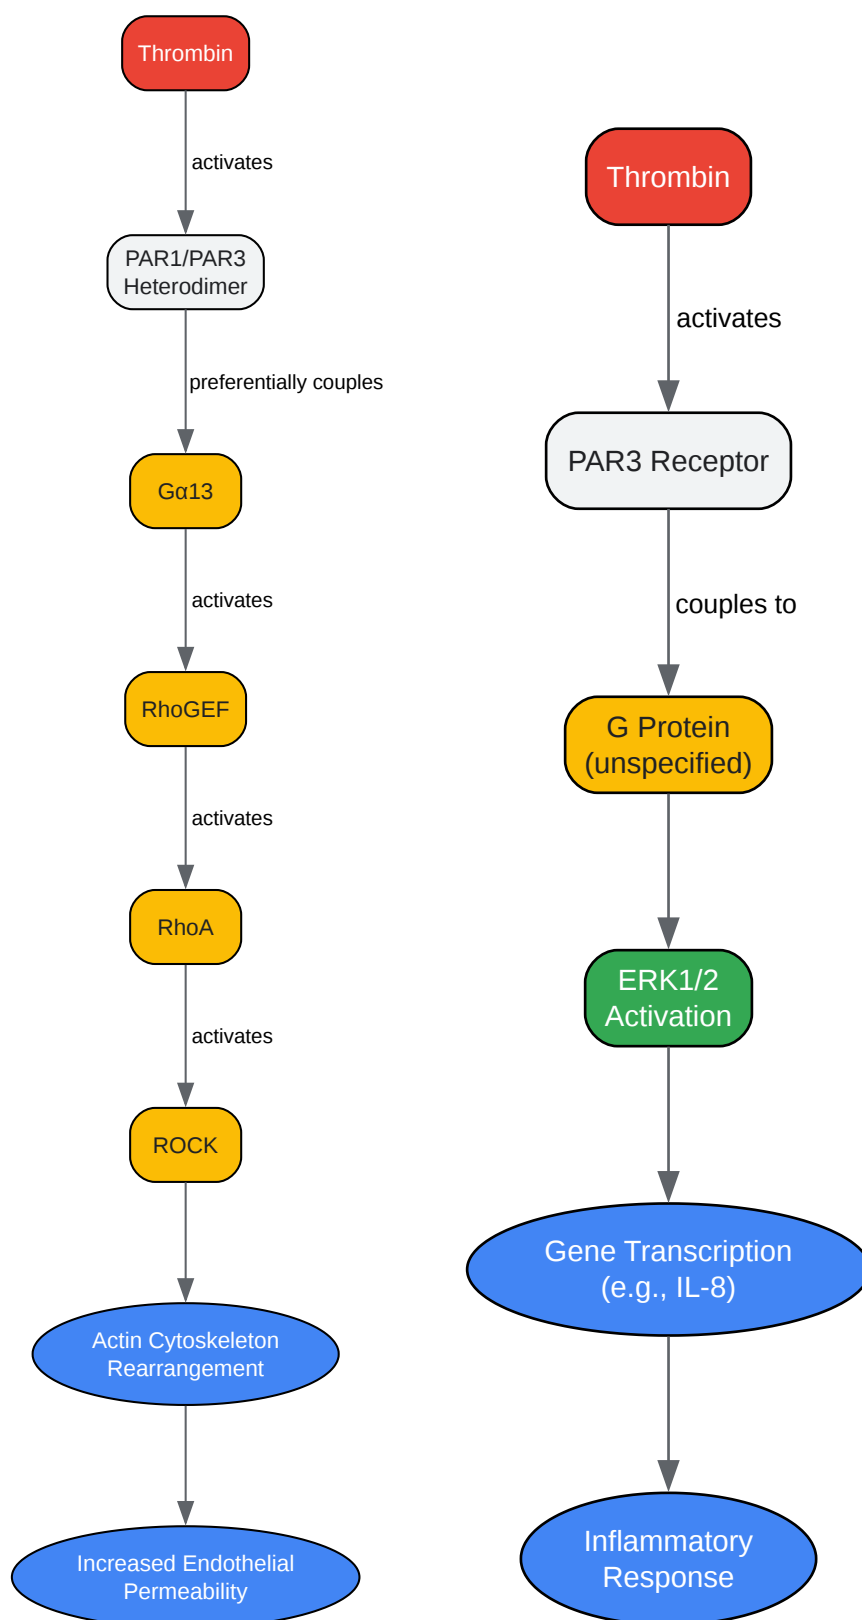 Thrombin
activates
PAR1/PAR3
Heterodimer
preferentially couples
Gα13
activates
RhoGEF
activates
RhoA
activates
ROCK
Actin Cytoskeleton
Rearrangement
Increased Endothelial
Permeability
Thrombin
activates
PAR3 Receptor
couples to
G Protein
(unspecified)
ERK1/2
Activation
Gene Transcription
(e.g., IL-8)
Inflammatory
Response